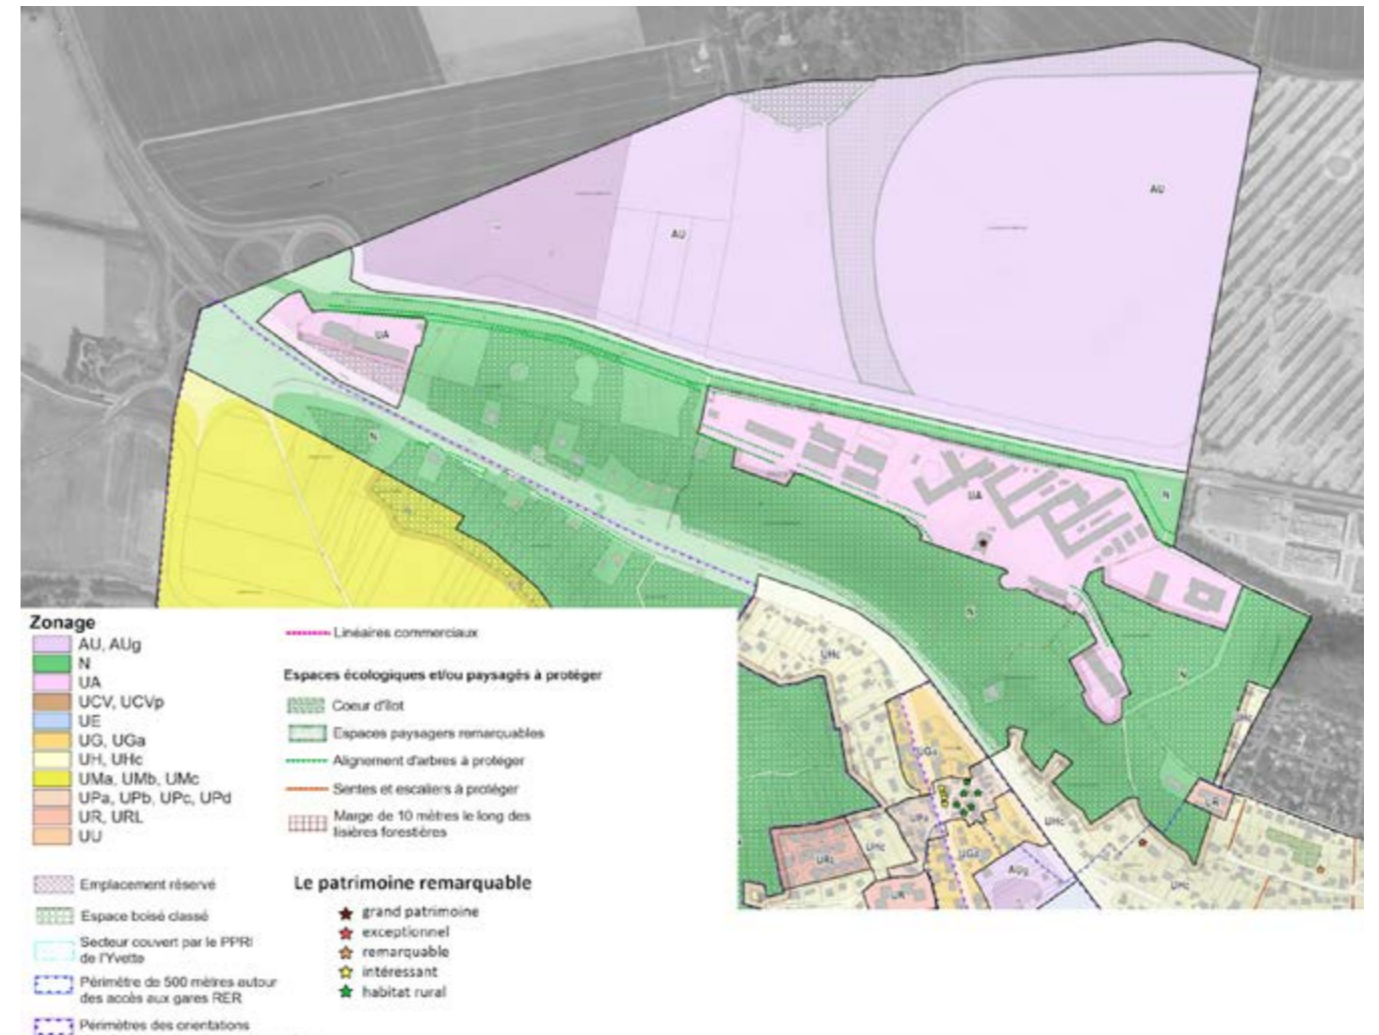 AU
AU
UA
N
UA
N
N
N
UHc
UHc
UGa
UPa
UHc
UR
URL
UHc
UR
UGa
AUg
UHc
Zonage
AU, AUg
N
UA
UCV, UCVp
UE
UG, UGa
UH, UHc
UMa, UMb, UMc
UPa, UPb, UPc, UPd
UR, URL
UU
Emplacement réservé
Espace boisé classé
Secteur couvert par le PPRI
de l'Yvette
Périmètre de 500 mètres autour
des accès aux gares RER
Périmètres des orientations
Linéaires commerciaux
Espaces écologiques et/ou paysagés à protéger
Coeur d'îlot
Espaces paysagers remarquables
Alignement d'arbres à protéger
Sentes et escaliers à protéger
Marge de 10 mètres le long des
lisières forestières
Le patrimoine remarquable
grand patrimoine
exceptionnel
remarquable
intéressant
habitat rural